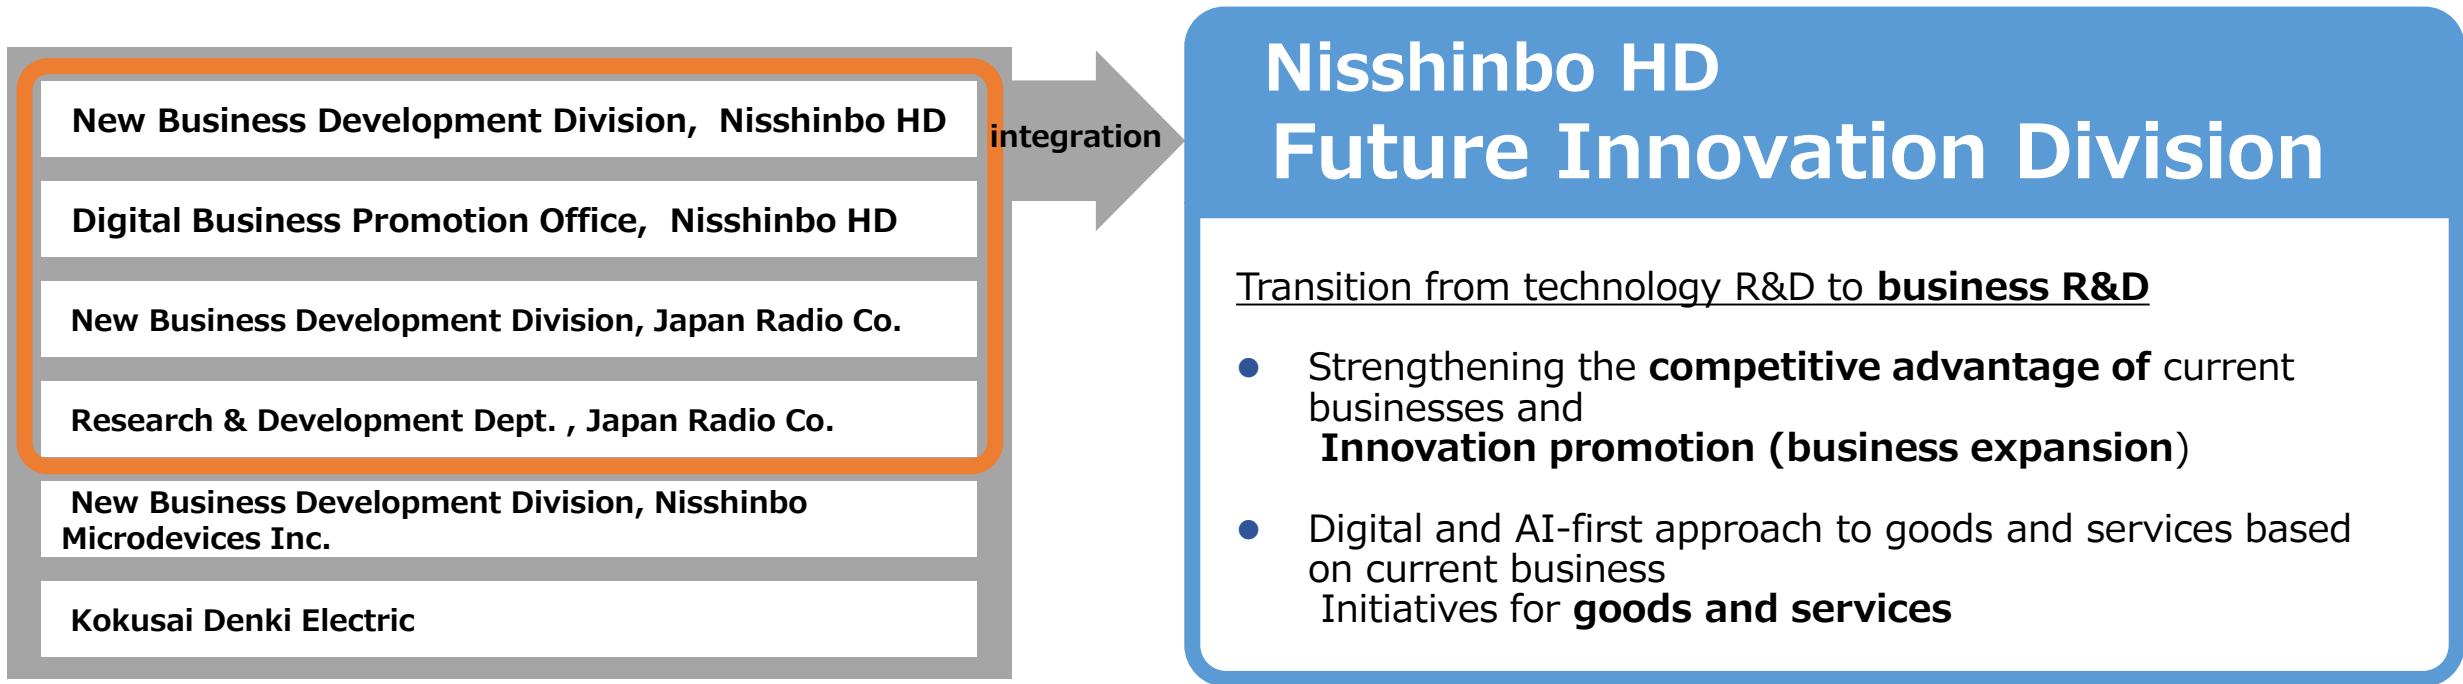 New Business Development Division, Nisshinbo HD
Digital Business Promotion Office, Nisshinbo HD
New Business Development Division, Japan Radio Co.
Research & Development Dept. , Japan Radio Co.
New Business Development Division, Nisshinbo
Microdevices Inc.
Kokusai Denki Electric
integration
Nisshinbo HD
Future Innovation Division
Transition from technology R&D to business R&D
● Strengthening the competitive advantage of current
businesses and
Innovation promotion (business expansion)
● Digital and AI-first approach to goods and services based
on current business
Initiatives for goods and services